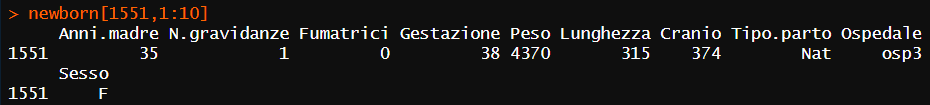 > newborn[1551,1:10]
Anni.madre N.gravidanze Fumatrici Gestazione Peso Lunghezza Cranio Tipo.parto Ospedale
1551 35 1 0 38 4370 315 374 Nat osp3
Sesso
1551 F